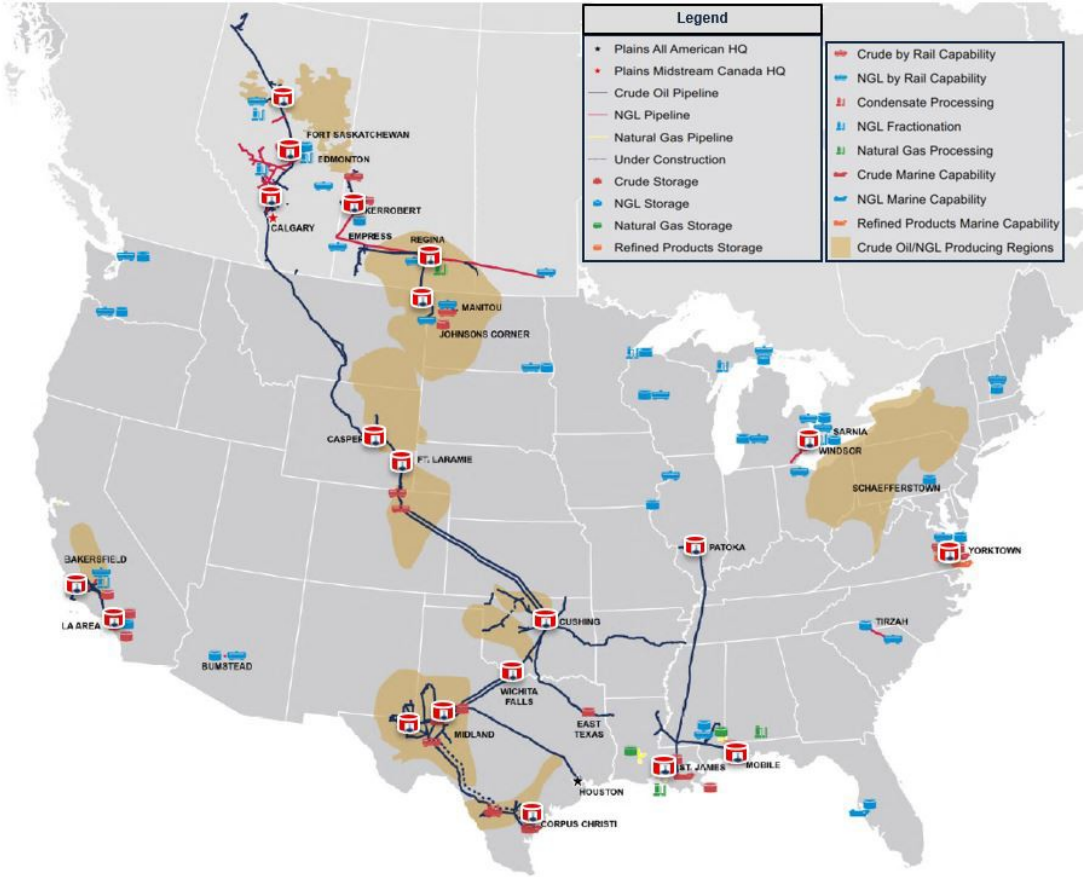 Legend
Plains All American HQ
Plains Midstream Canada HQ
Crude Oil Pipeline
NGL Pipeline
Natural Gas Pipeline
Under Construction
Crude Storage
NGL Storage
Natural Gas Storage
Refined Products Storage
Crude by Rail Capability
NGL by Rail Capability
Condensate Processing
NGL Fractionation
Natural Gas Processing
Crude Marine Capability
NGL Marine Capability
Refined Products Marine Capability
Crude Oil/NGL Producing Regions
FORT SASKATCHEWAN
EDMONTON
KERROBERT
CALGARY
EMPRESS
REGINA
MANITOU
JOHNSONS CORNER
CASPER
FT. LARAMIE
SARNIA
WINDSOR
SCHAEFFERSTOWN
BAKERSFIELD
PATOKA
YORKTOWN
LA AREA
CUSHING
TIRZAH
BUMSTEAD
WICHITA
FALLS
EAST
TEXAS
MIDLAND
ST. JAMES
MOBILE
HOUSTON
CORPUS CHRISTI